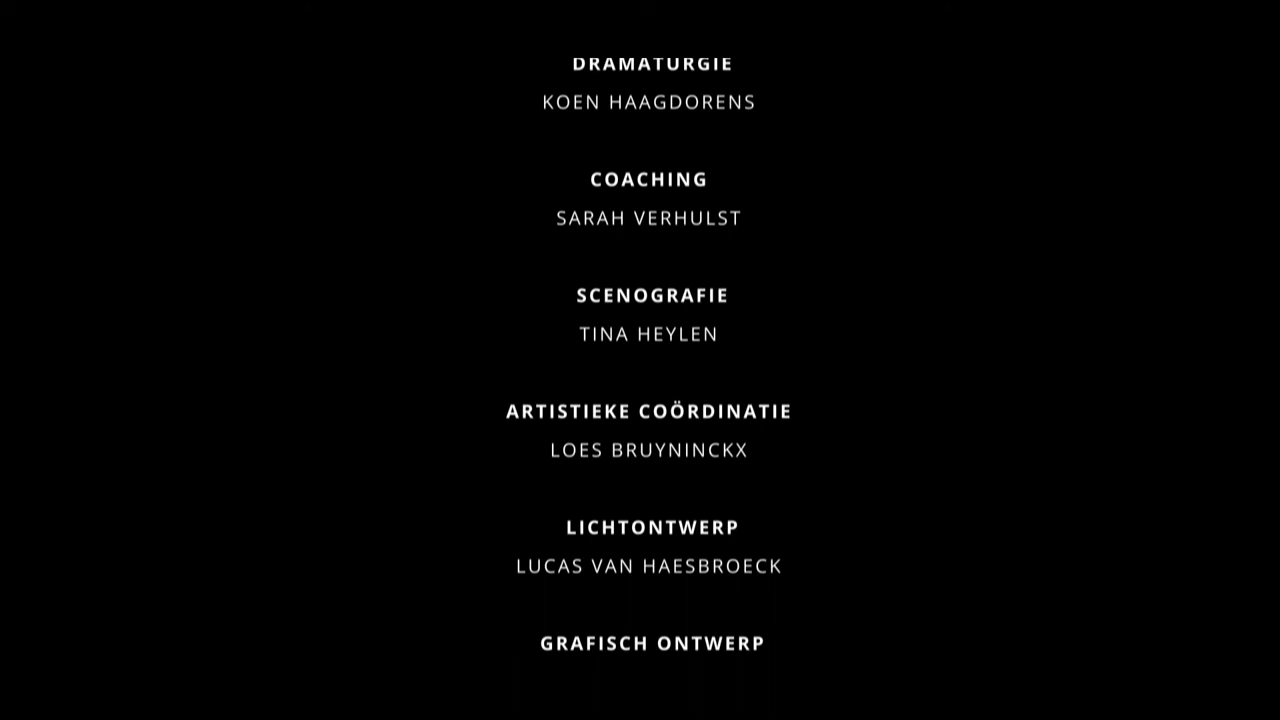 DRAMATURGIE
KOEN HAAGDORENS
COACHING
SARAH VERHULST
SCENOGRAFIE
TINA HEYLEN
ARTISTIEKE COÖRDINATIE
LOES BRUYNINCKX
LICHTONTWERP
LUCAS VAN HAESBROECK
GRAFISCH ONTWERP